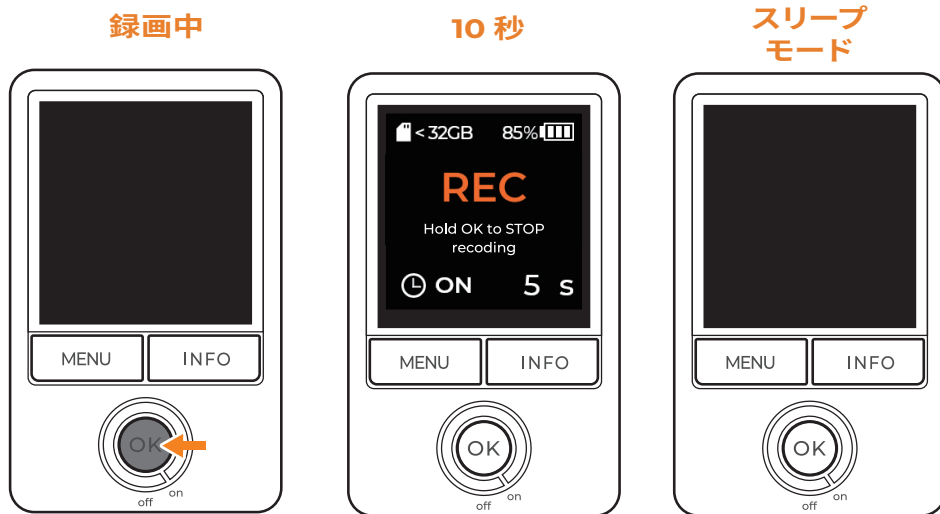 録画中
10 秒
スリープ
モード
< 32GB 85%
REC
Hold OK to STOP
recoding
ON 5 s
MENU INFO
MENU INFO
MENU INFO
OK
OK
OK
on
off
on
off
on
off